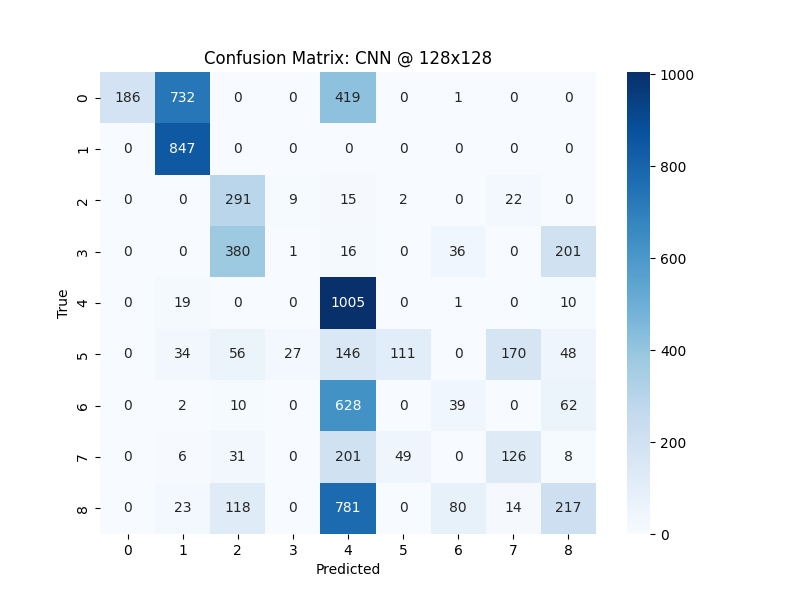 Confusion Matrix: CNN @ 128x128
0 186 732 0 0 419 0 1 0 0
1 0 847 0 0 0 0 0 0 0
2 0 0 291 9 15 2 0 22 0
3 0 0 380 1 16 0 36 0 201
4 0 19 0 0 1005 0 1 0 10
5 0 34 56 27 146 111 0 170 48
6 0 2 10 0 628 0 39 0 62
7 0 6 31 0 201 49 0 126 8
8 0 23 118 0 781 0 80 14 217
0 1 2 3 4 5 6 7 8
Predicted
True
1000
800
600
400
200
0